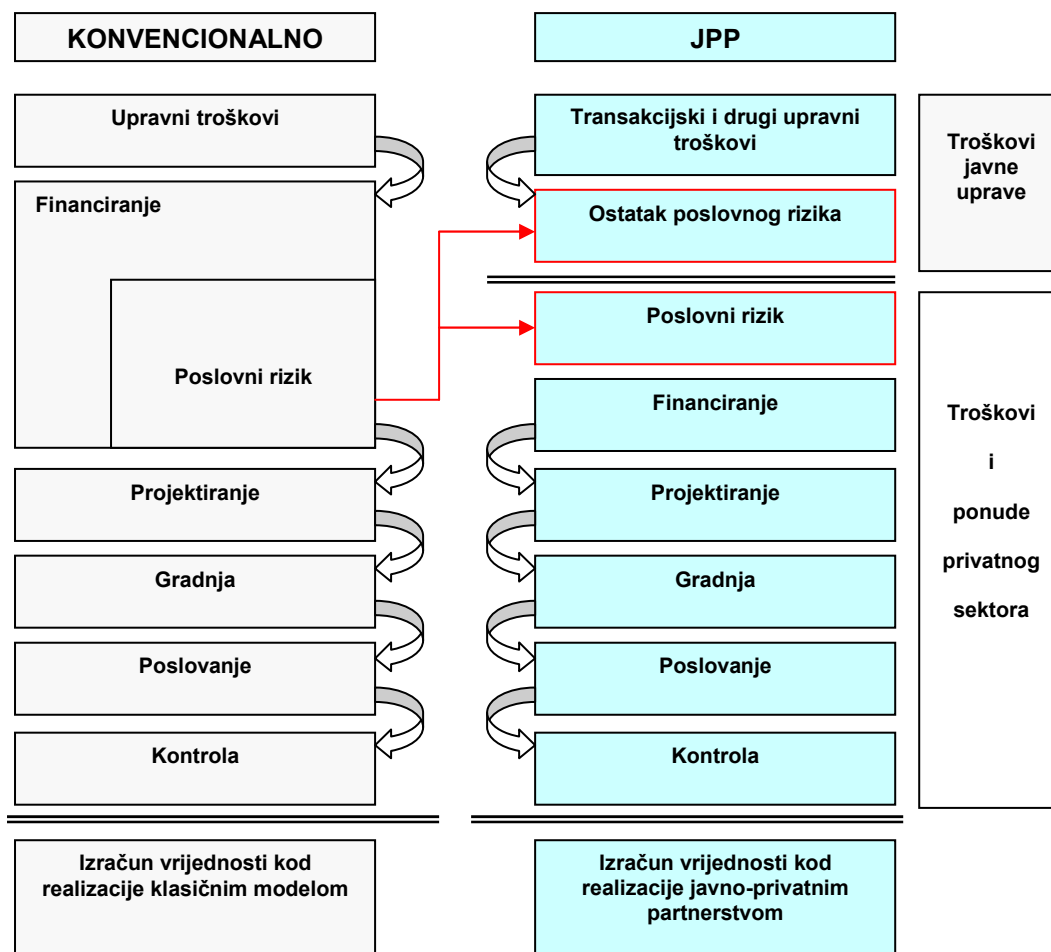 KONVENCIONALNO
JPP
Upravni troškovi
Transakcijski i drugi upravni
troškovi
Troškovi
javne
uprave
Financiranje
Ostatak poslovnog rizika
Poslovni rizik
Poslovni rizik
Financiranje
Troškovi
i
ponude
privatnog
sektora
Projektiranje
Projektiranje
Gradnja
Gradnja
Poslovanje
Poslovanje
Kontrola
Kontrola
Izračun vrijednosti kod
realizacije klasičnim modelom
Izračun vrijednosti kod
realizacije javno-privatnim
partnerstvom